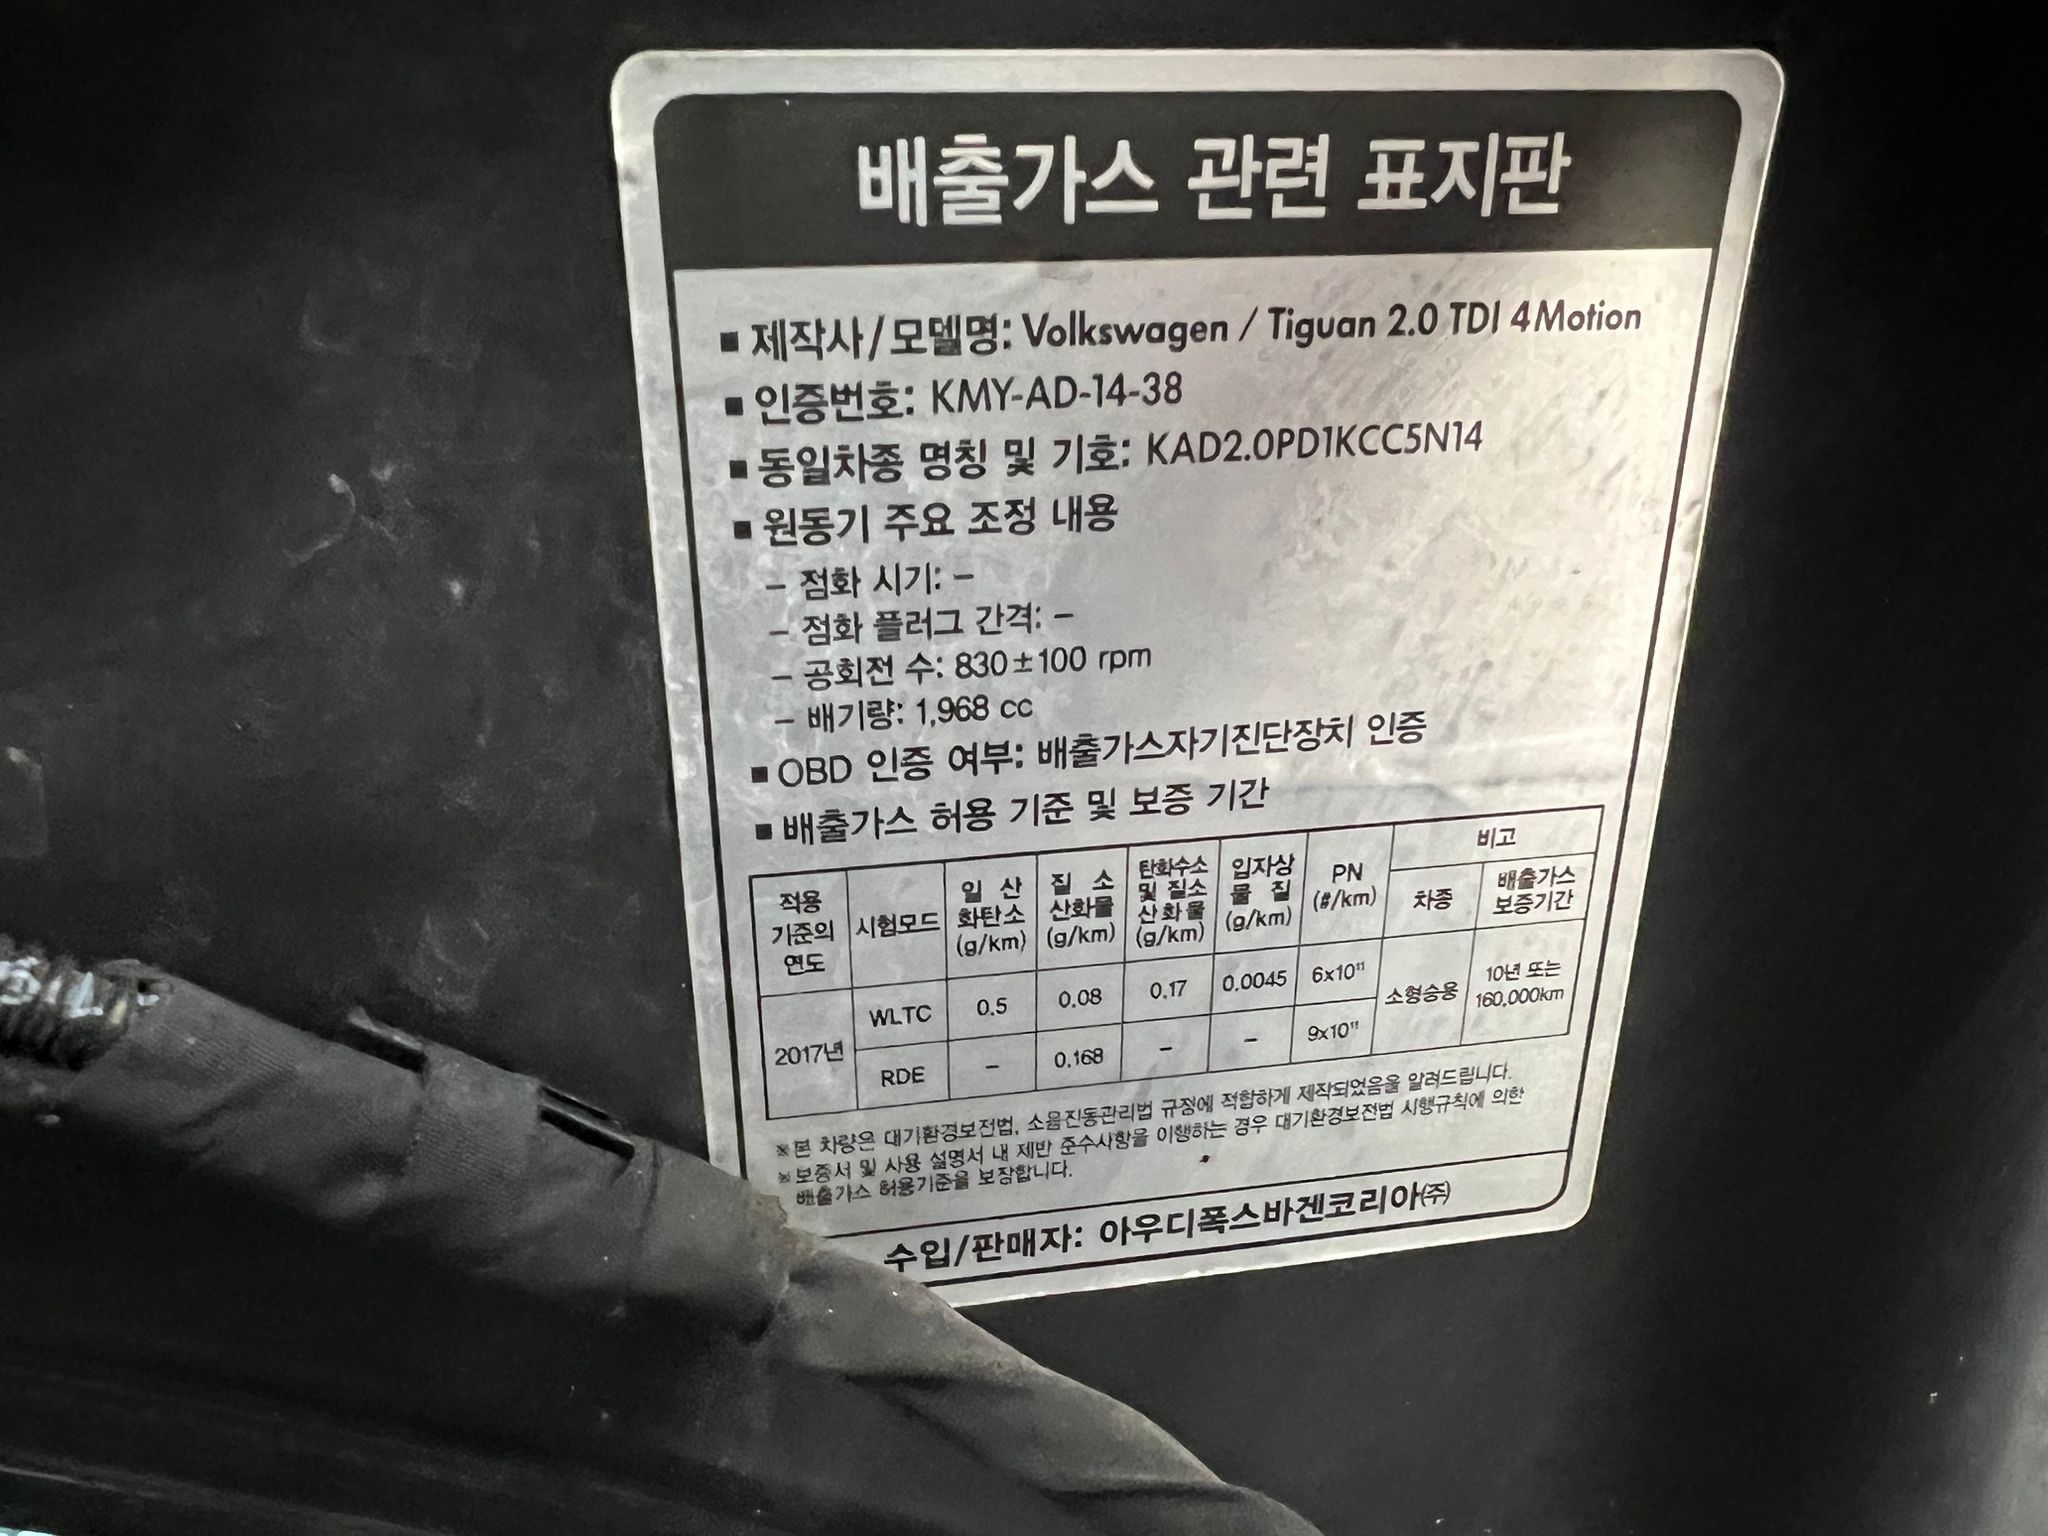 배출가스 관련 표지판
▪ 제작사/모델명: Volkswagen / Tiguan 2.0 TDI 4Motion
▪ 인증번호: KMY-AD-14-38
▪ 동일차종 명칭 및 기호: KAD2.0PD1KCC5N14
▪ 원동기 주요 조정 내용
– 점화 시기: –
– 점화 플러그 간격: –
– 공회전 수: 830±100 rpm
– 배기량: 1,968 cc
▪ OBD 인증 여부: 배출가스자기진단장치 인증
▪ 배출가스 허용 기준 및 보증 기간
적용 기준의 연도 시험모드 일산화탄소 (g/km) 질소산화물 (g/km) 탄화수소 및 질소산화물 (g/km) 입자상물질 (g/km) PN (#/km) 비고
차종 배출가스 보증기간
2017년 WLTC 0.5 0.08 0.17 0.0045 6x10¹¹ 소형승용 10년 또는 160,000km
RDE – 0.168 – – 9x10¹¹
※본 차량은 대기환경보전법, 소음진동관리법 규정에 적합하게 제작되었음을 알려드립니다.
※보증서 및 사용 설명서 내 제반 준수사항을 이행하는 경우 대기환경보전법 시행규칙에 의한
배출가스 허용기준을 보장합니다.
수입/판매자: 아우디폭스바겐코리아㈜